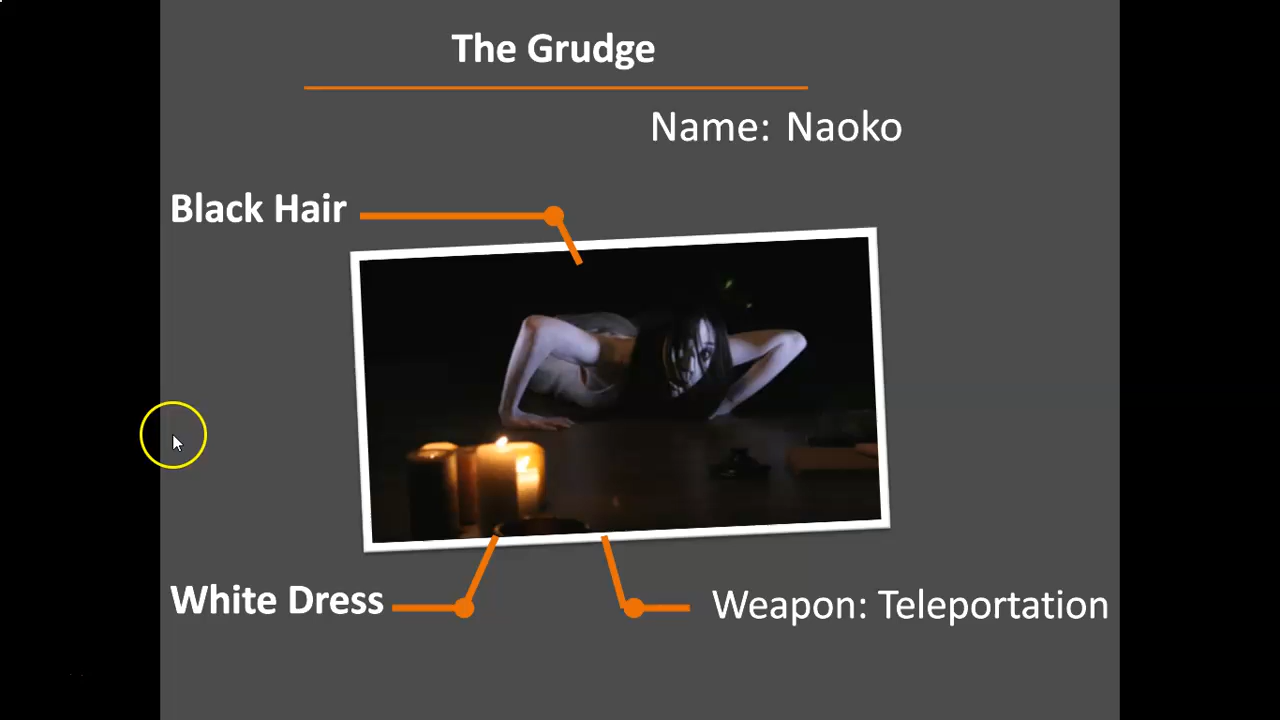 The Grudge
Name: Naoko
Black Hair
White Dress
Weapon: Teleportation